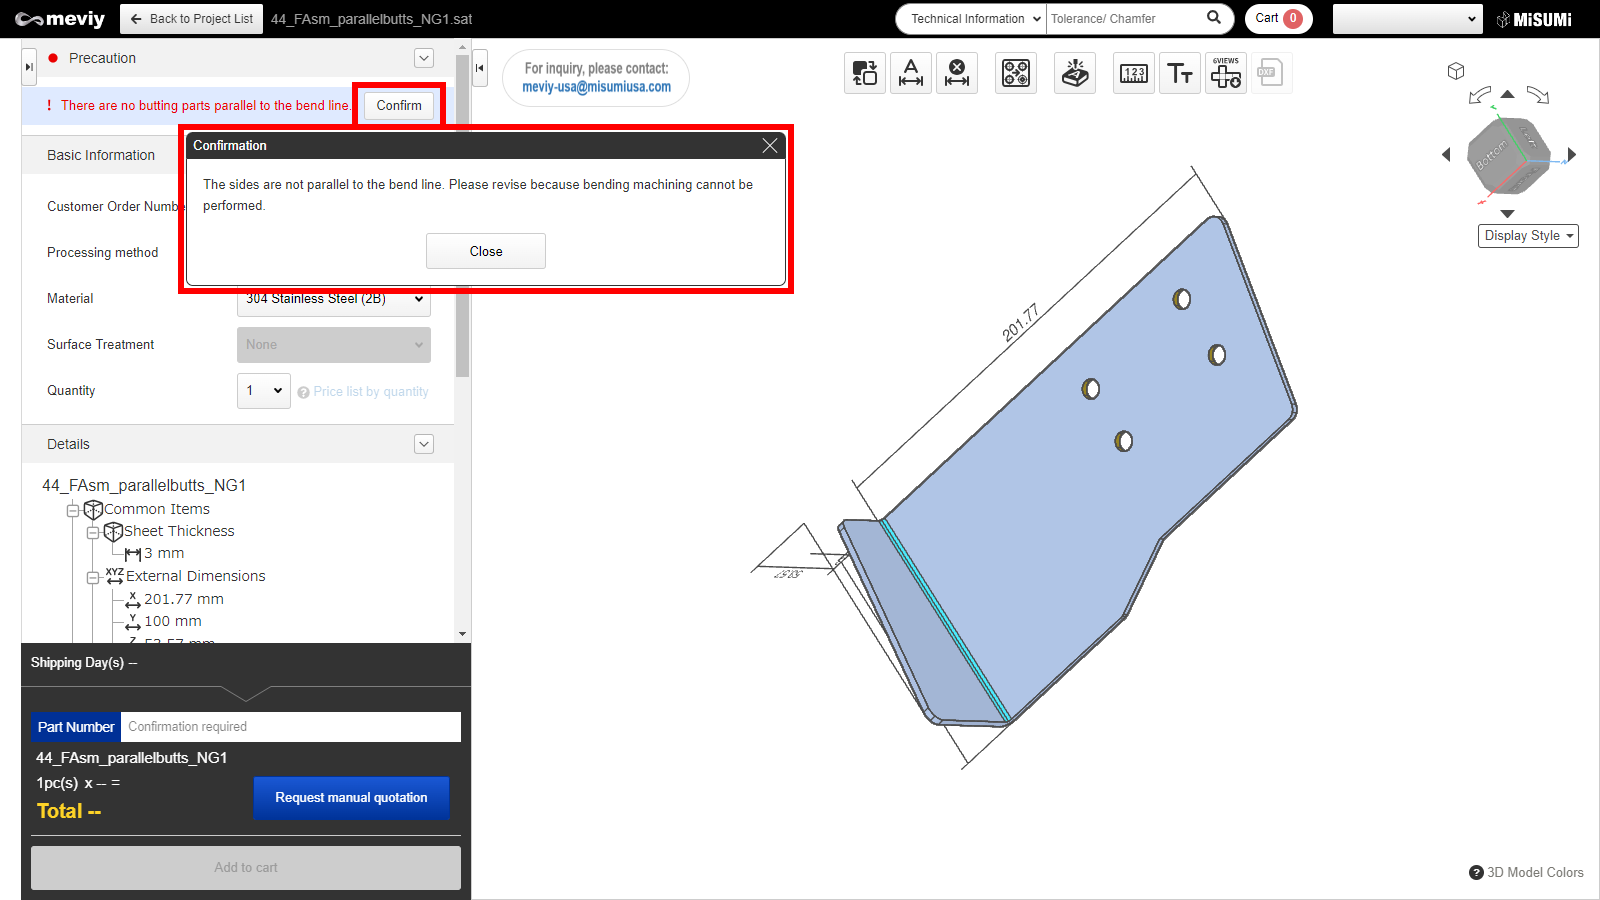 meviy
Back to Project List
44_FAsm_parallelbutts_NG1.sat
Technical Information
Tolerance/ Chamfer
Cart 0
MiSUMi
Precaution
! There are no butting parts parallel to the bend line.
Confirm
For inquiry, please contact:
meviy-usa@misumiusa.com
123
6VIEWS
DXF
Confirmation
The sides are not parallel to the bend line. Please revise because bending machining cannot be
performed.
Close
Basic Information
Customer Order Numbe
Processing method
Material
304 Stainless Steel (2B)
Surface Treatment
None
Quantity
1
? Price list by quantity
Details
44_FAsm_parallelbutts_NG1
Common Items
Sheet Thickness
3 mm
XYZ External Dimensions
X 201.77 mm
Y 100 mm
Z 53.57 mm
Shipping Day(s) --
Part Number
Confirmation required
44_FAsm_parallelbutts_NG1
1pc(s) x -- =
Total --
Request manual quotation
Add to cart
201.77
Bottom
Left
Display Style
? 3D Model Colors